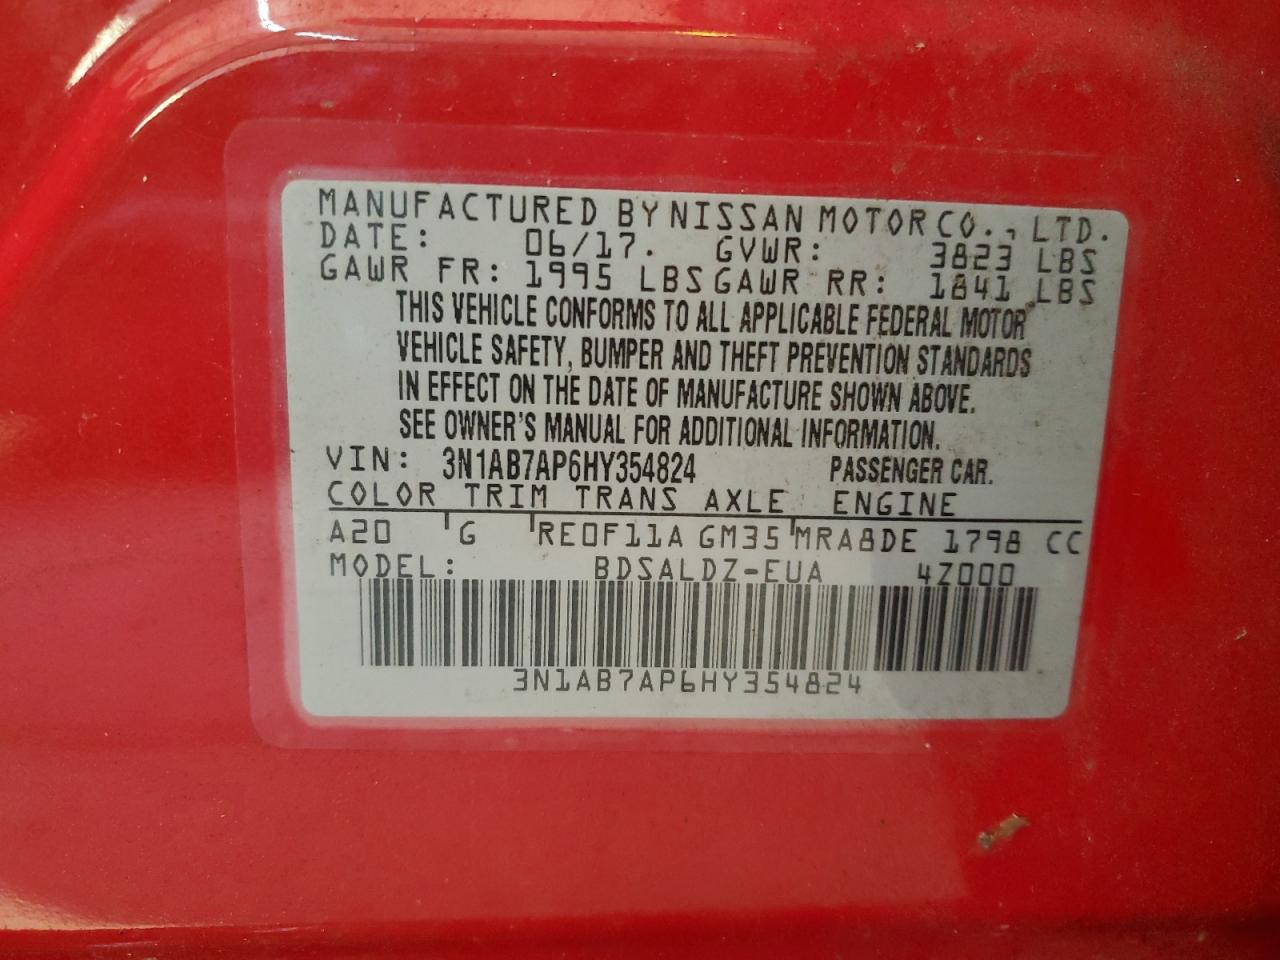 MANUFACTURED BY NISSAN MOTOR CO., LTD.
DATE: 06/17. GVWR: 3823 LBS
GAWR FR: 1995 LBS GAWR RR: 1841 LBS
THIS VEHICLE CONFORMS TO ALL APPLICABLE FEDERAL MOTOR
VEHICLE SAFETY, BUMPER AND THEFT PREVENTION STANDARDS
IN EFFECT ON THE DATE OF MANUFACTURE SHOWN ABOVE.
SEE OWNER'S MANUAL FOR ADDITIONAL INFORMATION.
VIN: 3N1AB7AP6HY354824 PASSENGER CAR.
COLOR TRIM TRANS AXLE ENGINE
A20 G RE0F11A GM35 MRA8DE 1798 CC
MODEL: BDSALDZ-EUA 4Z000
3N1AB7AP6HY354824